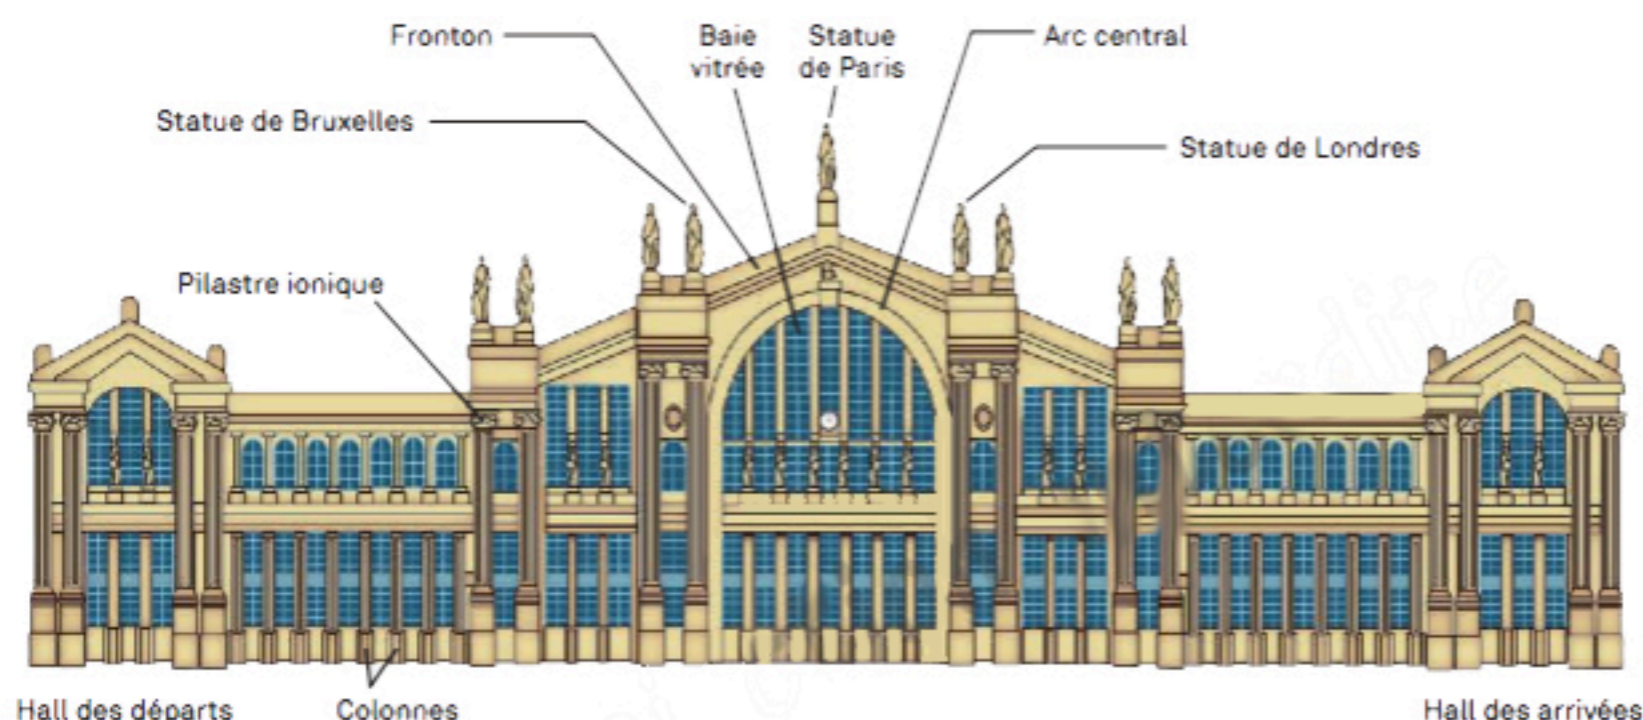 Fronton
Baie
vitrée
Statue
de Paris
Arc central
Statue de Bruxelles
Statue de Londres
Pilastre ionique
Hall des départs
Colonnes
Hall des arrivées